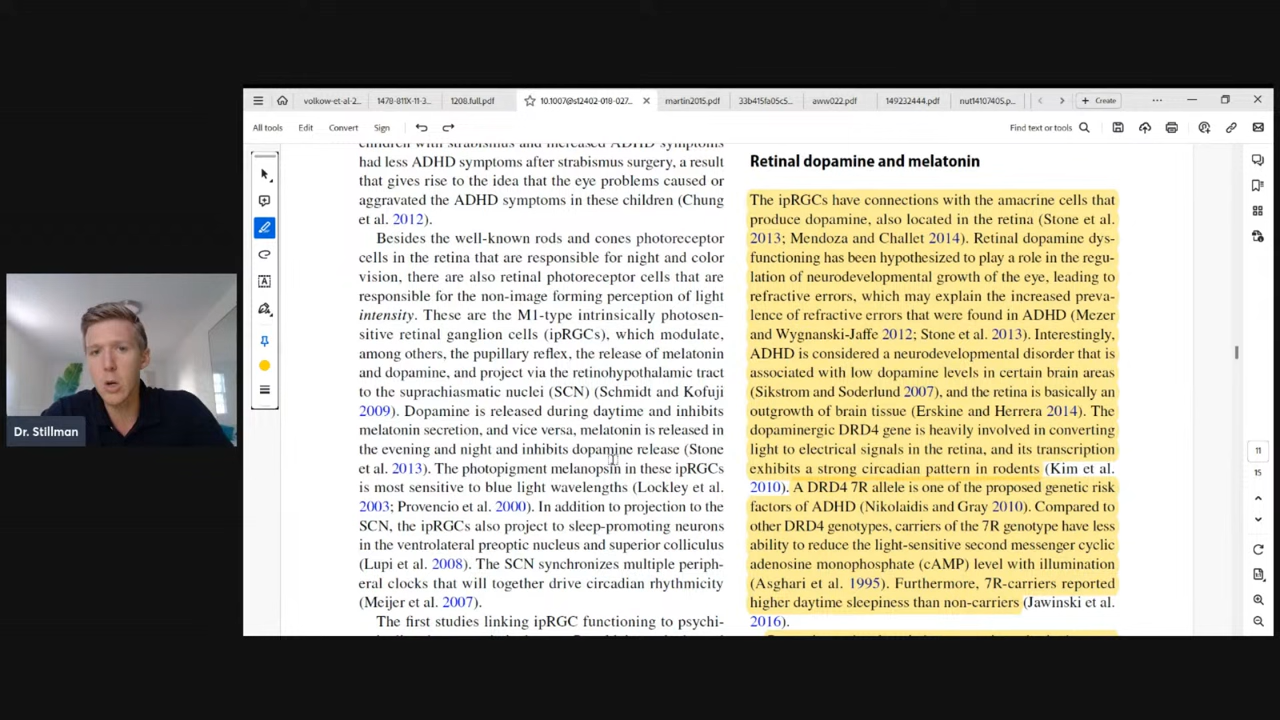 volkow-et-al-2...
1478-811X-11-3...
1208.full.pdf
10.1007@s12402-018-027...
martin2015.pdf
33b415fa05c5...
aww022.pdf
149232444.pdf
nut14107405.p...
Create
All tools
Edit
Convert
Sign
Find text or tools
children with strabismus and increased ADHD symptoms
had less ADHD symptoms after strabismus surgery, a result
that gives rise to the idea that the eye problems caused or
aggravated the ADHD symptoms in these children (Chung
et al. 2012).
Besides the well-known rods and cones photoreceptor
cells in the retina that are responsible for night and color
vision, there are also retinal photoreceptor cells that are
responsible for the non-image forming perception of light
intensity. These are the M1-type intrinsically photosen-
sitive retinal ganglion cells (ipRGCs), which modulate,
among others, the pupillary reflex, the release of melatonin
and dopamine, and project via the retinohypothalamic tract
to the suprachiasmatic nuclei (SCN) (Schmidt and Kofuji
2009). Dopamine is released during daytime and inhibits
melatonin secretion, and vice versa, melatonin is released in
the evening and night and inhibits dopamine release (Stone
et al. 2013). The photopigment melanopsin in these ipRGCs
is most sensitive to blue light wavelengths (Lockley et al.
2003; Provencio et al. 2000). In addition to projection to the
SCN, the ipRGCs also project to sleep-promoting neurons
in the ventrolateral preoptic nucleus and superior colliculus
(Lupi et al. 2008). The SCN synchronizes multiple periph-
eral clocks that will together drive circadian rhythmicity
(Meijer et al. 2007).
The first studies linking ipRGC functioning to psychi-
Retinal dopamine and melatonin
The ipRGCs have connections with the amacrine cells that
produce dopamine, also located in the retina (Stone et al.
2013; Mendoza and Challet 2014). Retinal dopamine dys-
functioning has been hypothesized to play a role in the regu-
lation of neurodevelopmental growth of the eye, leading to
refractive errors, which may explain the increased preva-
lence of refractive errors that were found in ADHD (Mezer
and Wygnanski-Jaffe 2012; Stone et al. 2013). Interestingly,
ADHD is considered a neurodevelopmental disorder that is
associated with low dopamine levels in certain brain areas
(Sikstrom and Soderlund 2007), and the retina is basically an
outgrowth of brain tissue (Erskine and Herrera 2014). The
dopaminergic DRD4 gene is heavily involved in converting
light to electrical signals in the retina, and its transcription
exhibits a strong circadian pattern in rodents (Kim et al.
2010). A DRD4 7R allele is one of the proposed genetic risk
factors of ADHD (Nikolaidis and Gray 2010). Compared to
other DRD4 genotypes, carriers of the 7R genotype have less
ability to reduce the light-sensitive second messenger cyclic
adenosine monophosphate (cAMP) level with illumination
(Asghari et al. 1995). Furthermore, 7R-carriers reported
higher daytime sleepiness than non-carriers (Jawinski et al.
2016).
11
15
Dr. Stillman